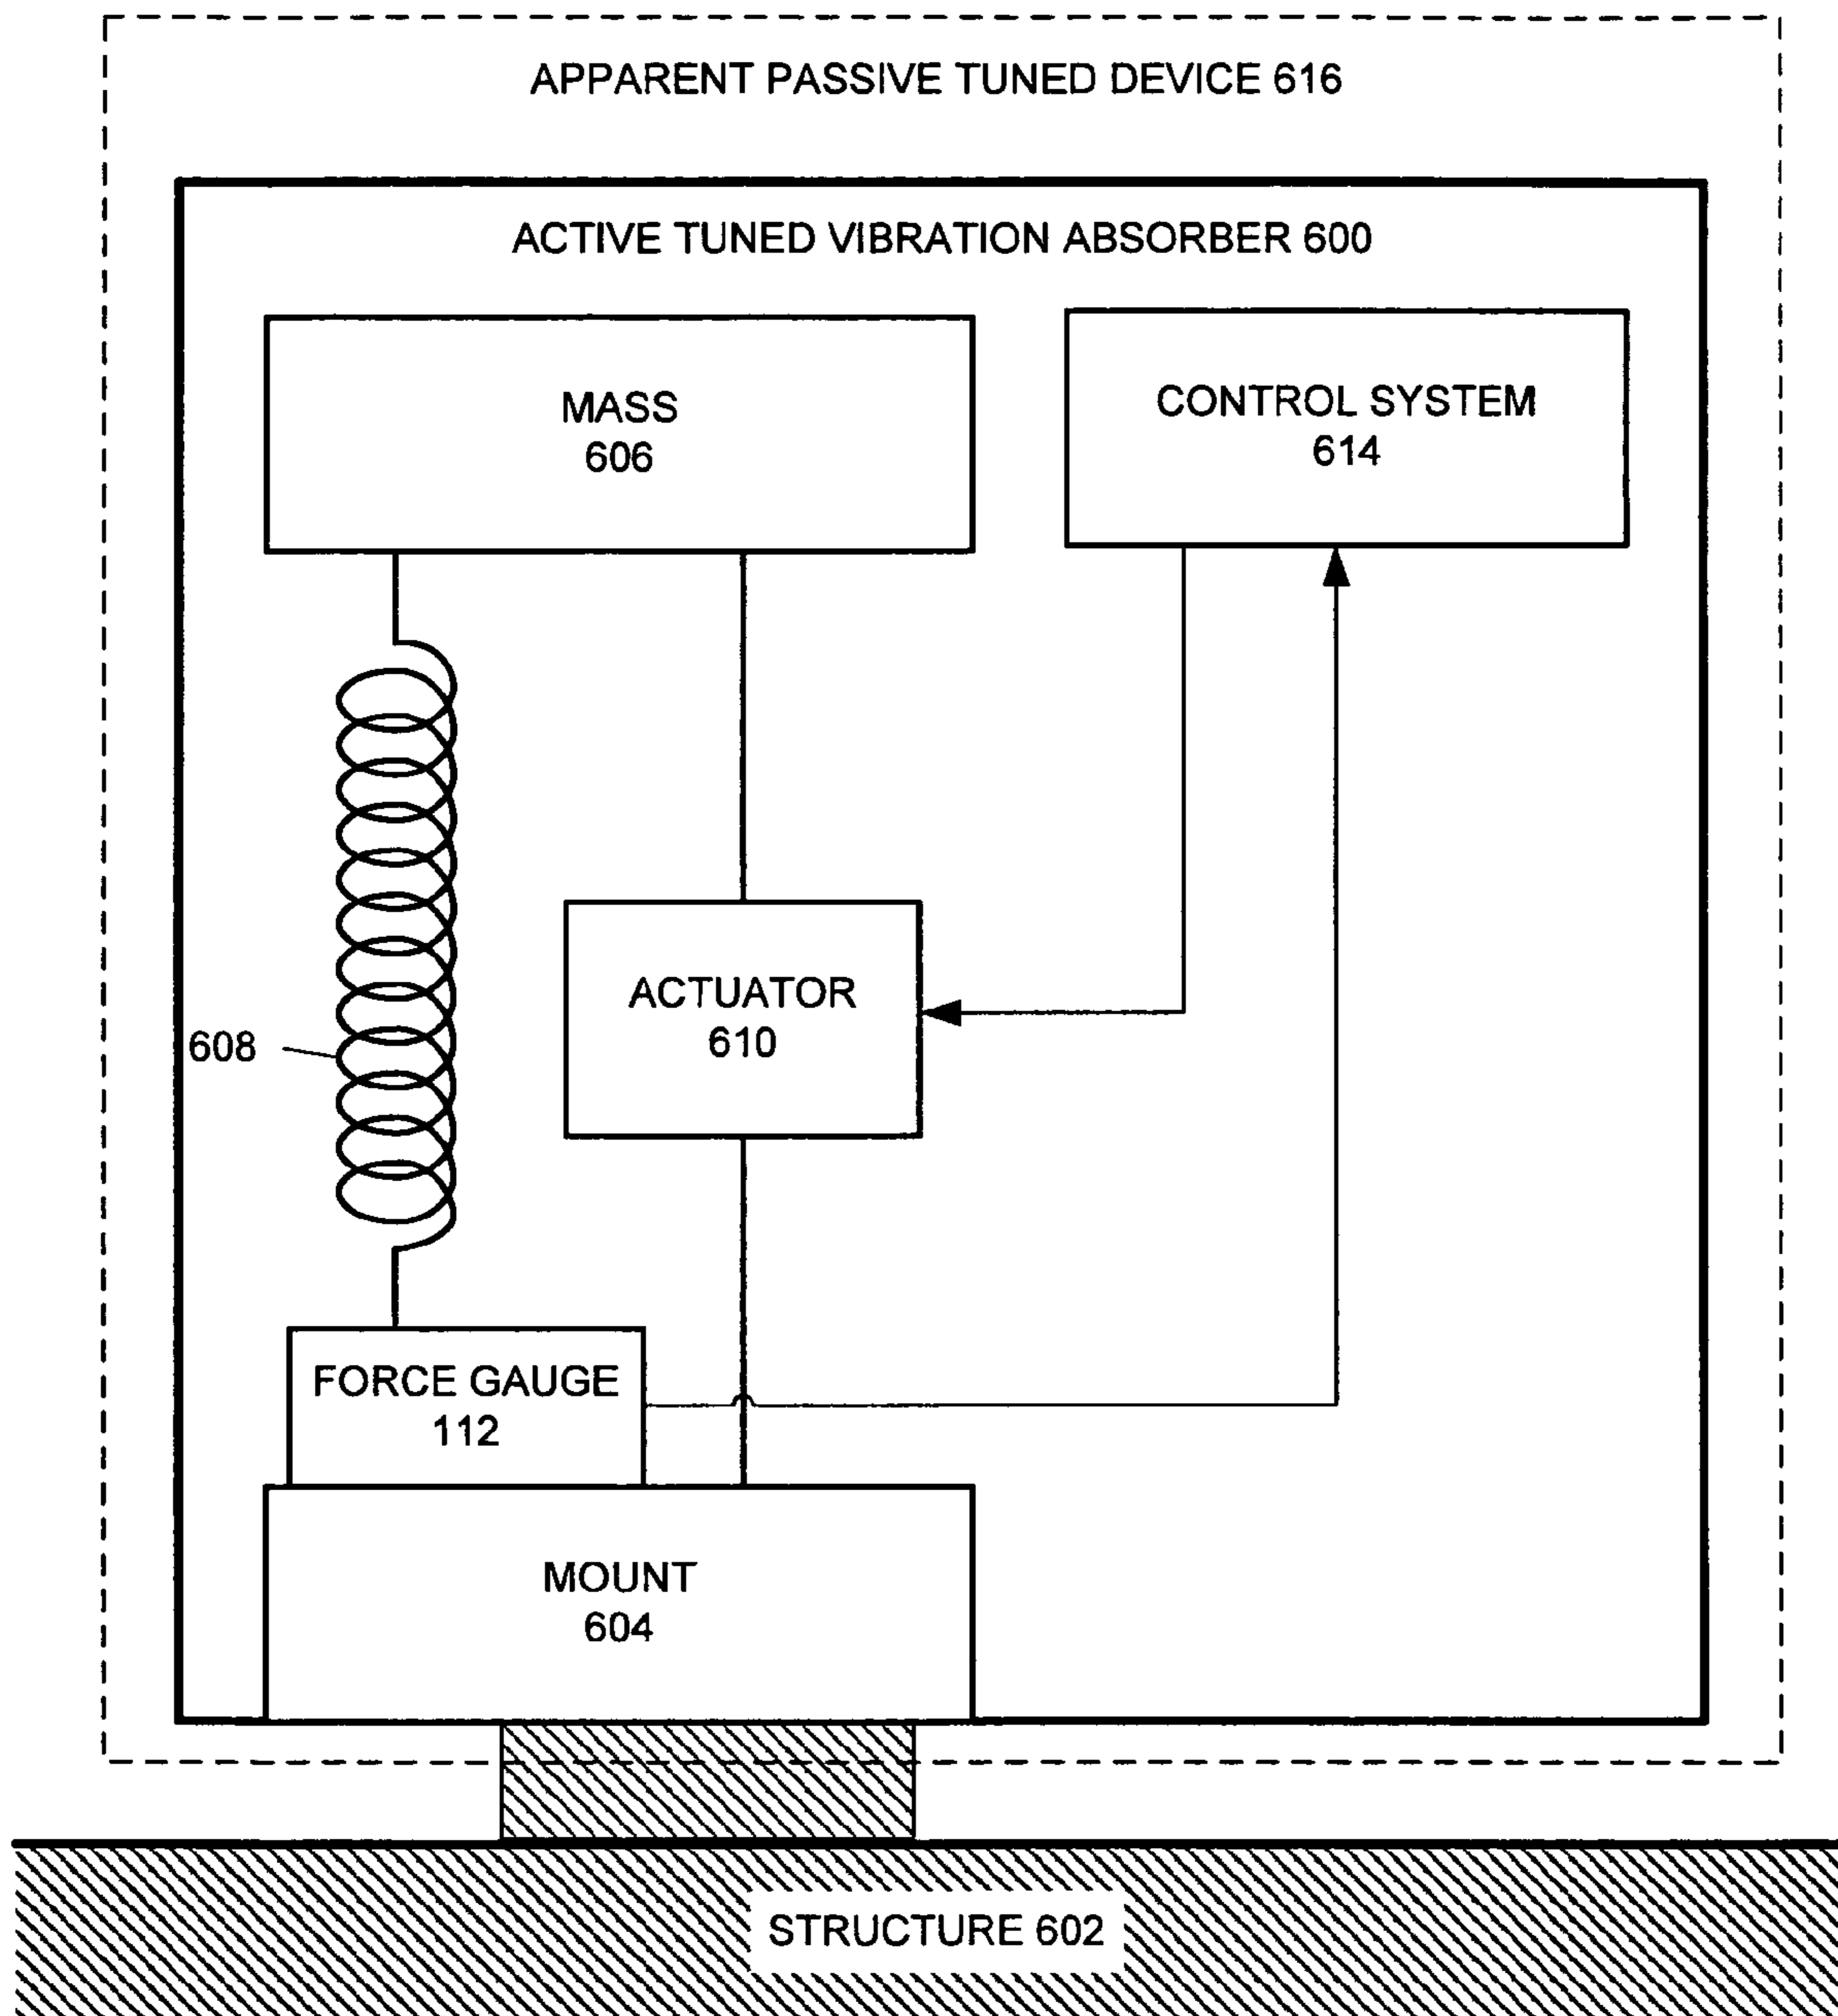 APPARENT PASSIVE TUNED DEVICE 616
ACTIVE TUNED VIBRATION ABSORBER 600
MASS
606
CONTROL SYSTEM
614
ACTUATOR
610
608
FORCE GAUGE
112
MOUNT
604
STRUCTURE 602